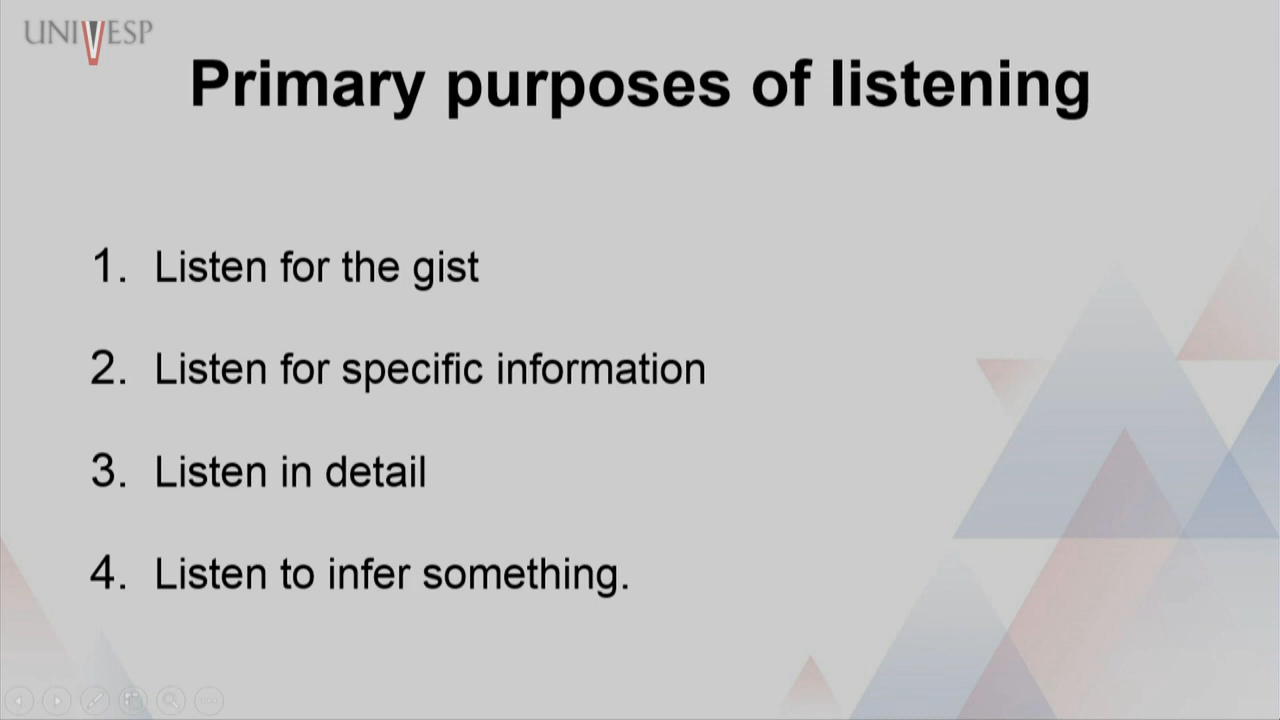 UNIVESP
Primary purposes of listening
1. Listen for the gist
2. Listen for specific information
3. Listen in detail
4. Listen to infer something.